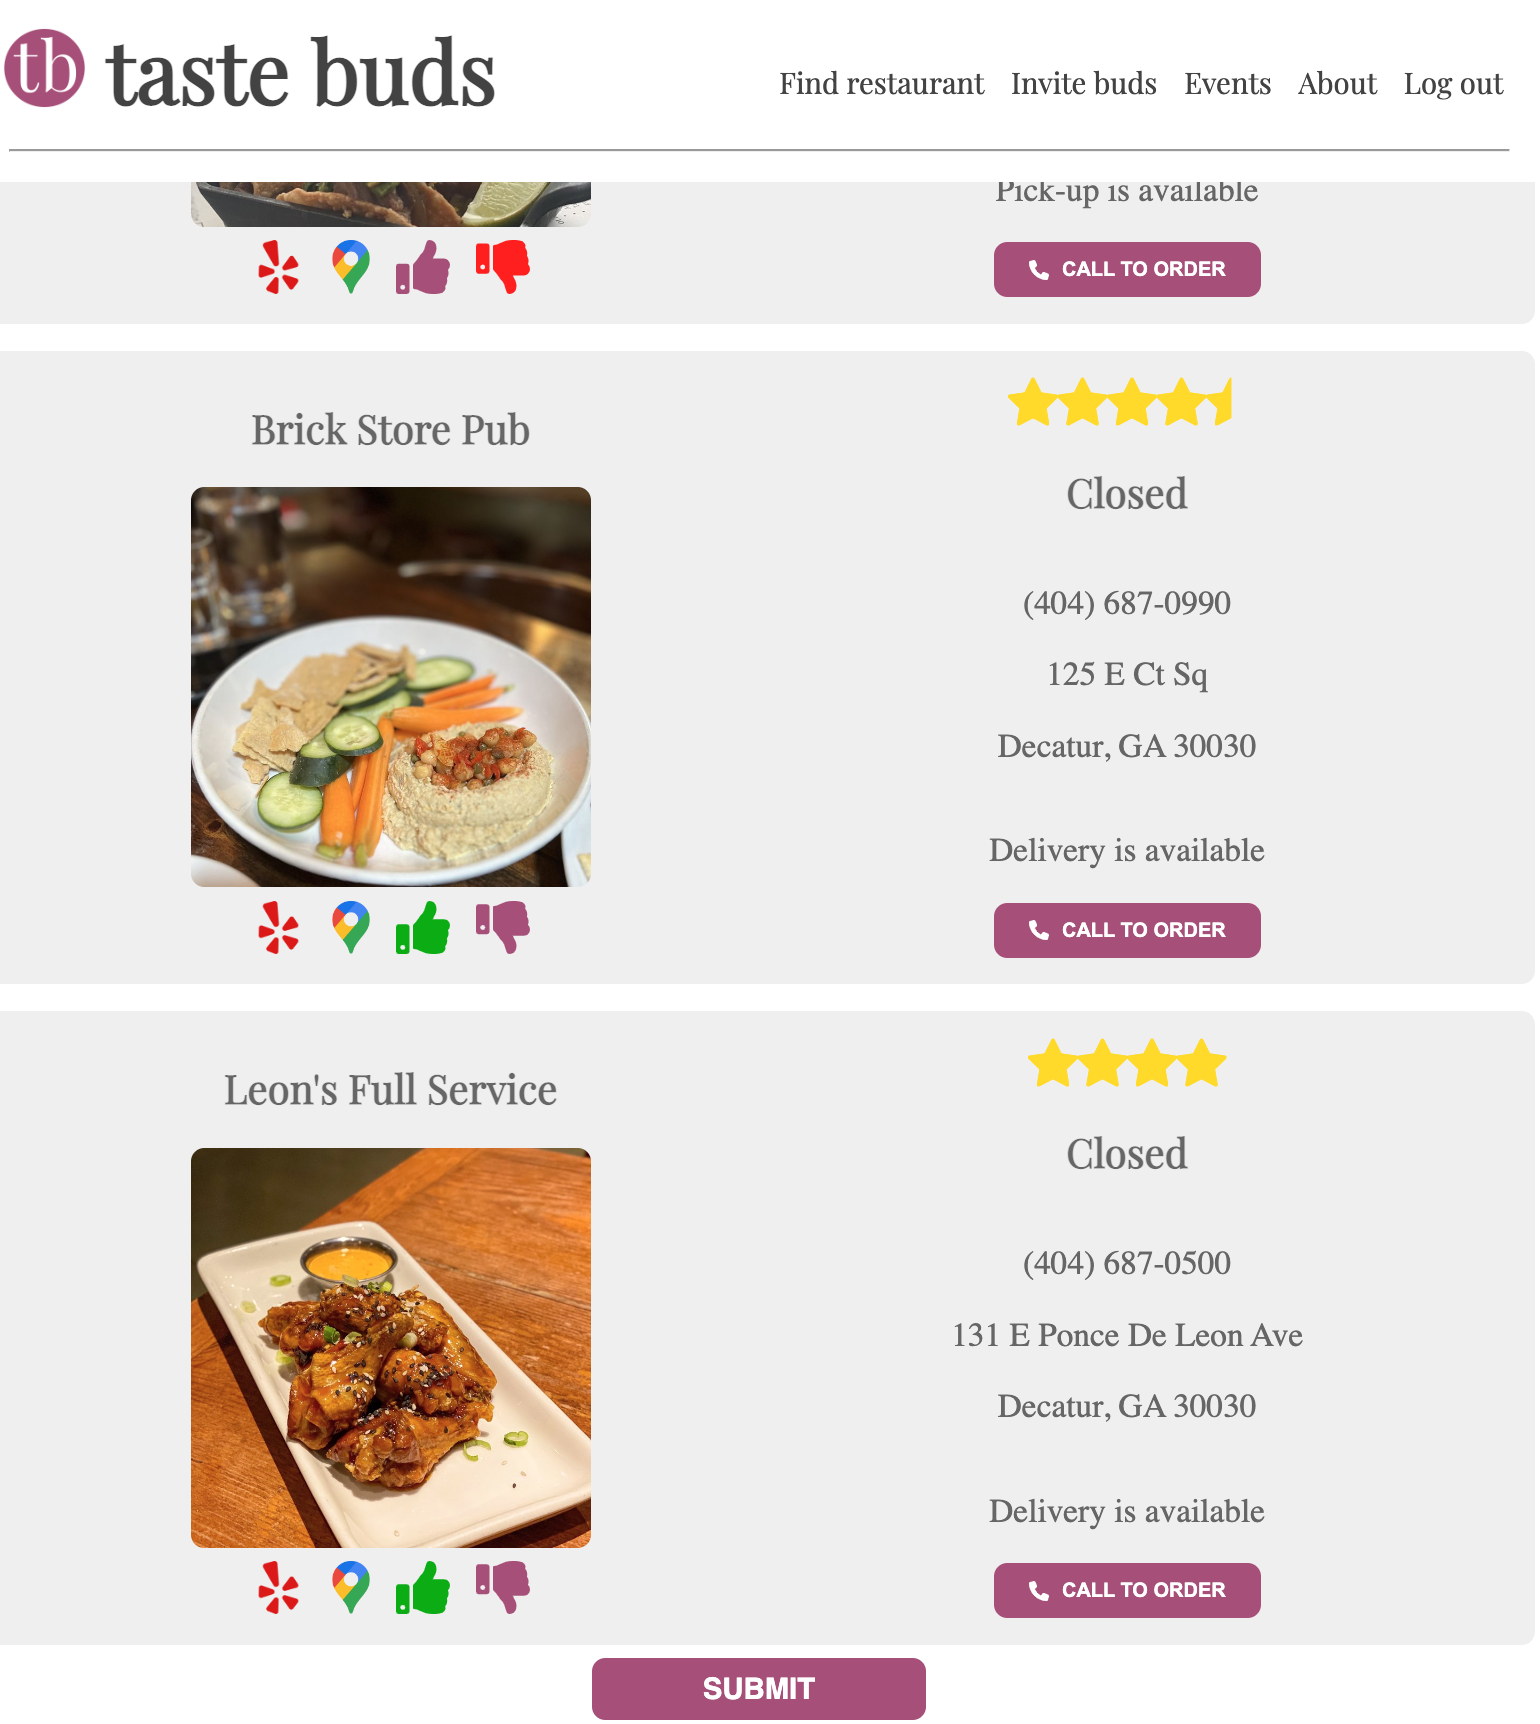 tb taste buds
Find restaurant Invite buds Events About Log out
Pick-up is available
CALL TO ORDER
Brick Store Pub
Closed
(404) 687-0990
125 E Ct Sq
Decatur, GA 30030
Delivery is available
CALL TO ORDER
Leon's Full Service
Closed
(404) 687-0500
131 E Ponce De Leon Ave
Decatur, GA 30030
Delivery is available
CALL TO ORDER
SUBMIT